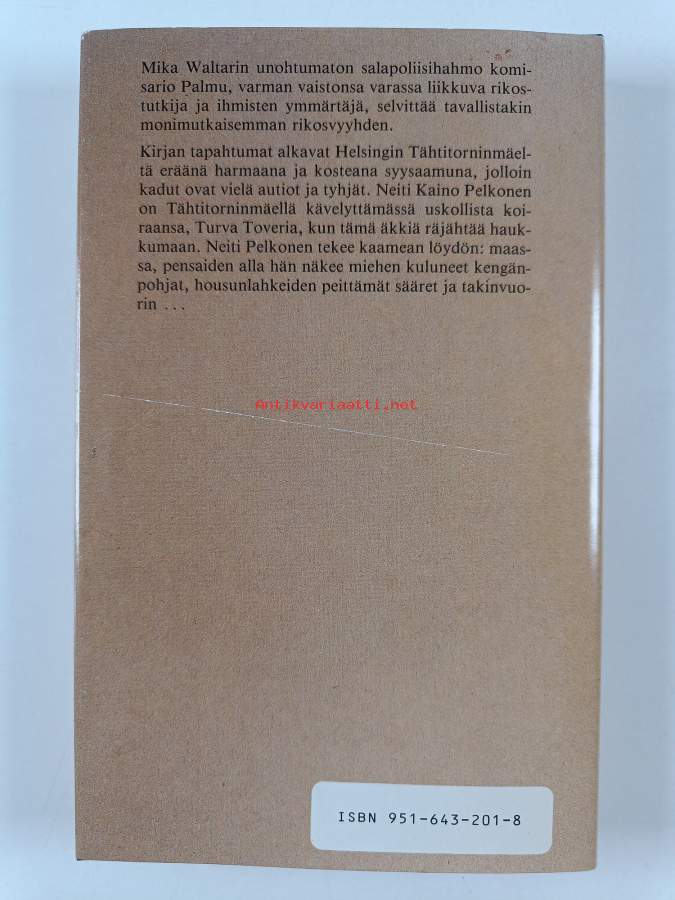 Mika Waltarin unohtumaton salapoliisihahmo komi-
sario Palmu, varman vaistonsa varassa liikkuva rikos-
tutkija ja ihmisten ymmärtäjä, selvittää tavallistakin
monimutkaisemman rikosvyyhden.
Kirjan tapahtumat alkavat Helsingin Tähtitorninmäel-
tä eräänä harmaana ja kosteana syysaamuna, jolloin
kadut ovat vielä autiot ja tyhjät. Neiti Kaino Pelkonen
on Tähtitorninmäellä kävelyttämässä uskollista koi-
raansa, Turva Toveria, kun tämä äkkiä räjähtää hauk-
kumaan. Neiti Pelkonen tekee kaamean löydön: maas-
sa, pensaiden alla hän näkee miehen kuluneet kengän-
pohjat, housunlahkeiden peittämät sääret ja takinvuo-
rin ...
Antikvariaatti.net
ISBN 951-643-201-8